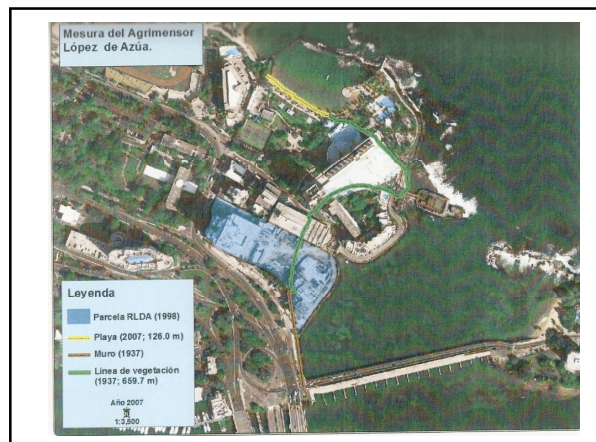 Mesura del Agrimensor
López de Azúa.
Leyenda
Parcela RLDA (1998)
Playa (2007; 126.0 m)
Muro (1937)
Línea de vegetación
(1937; 659.7 m)
Año 2007
1:3,500